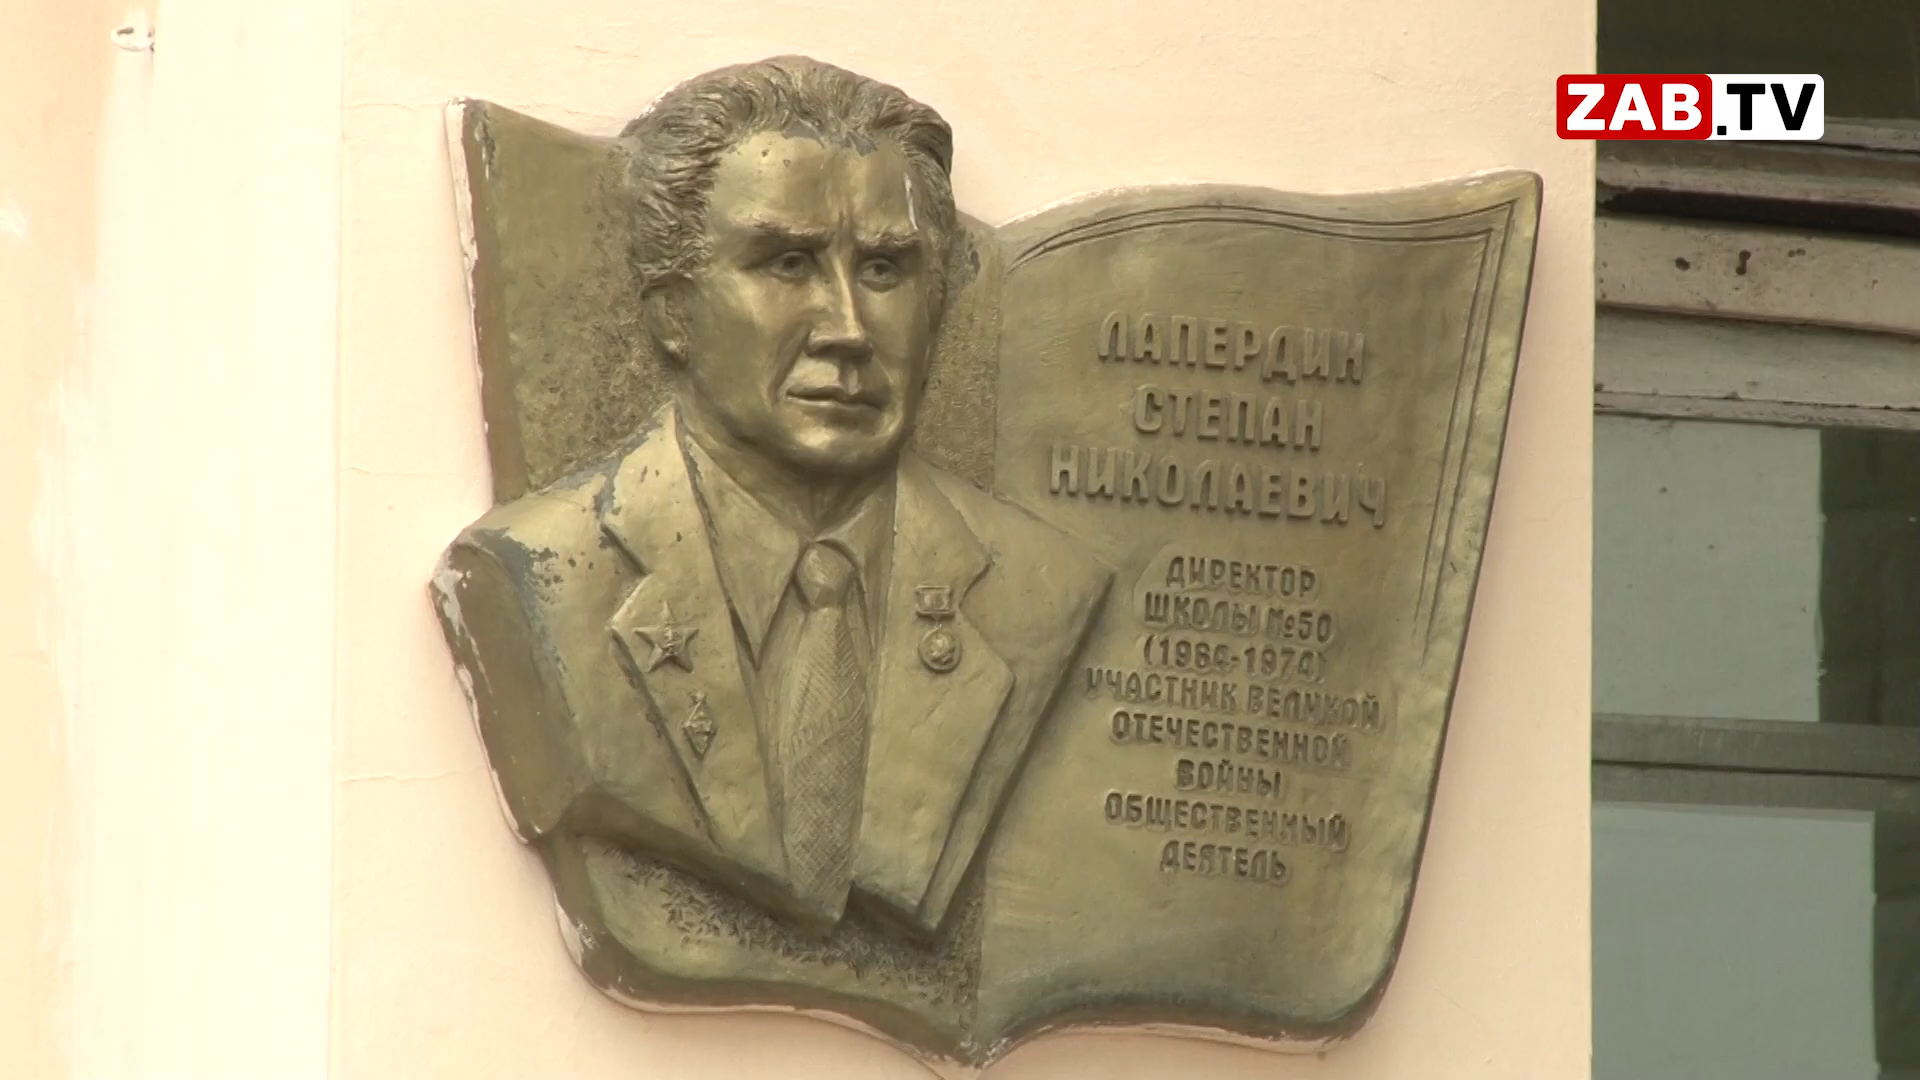 ZAB.TV
ЛАПЕРДИН
СТЕПАН
НИКОЛАЕВИЧ
ДИРЕКТОР
ШКОЛЫ №50
(1964-1974),
УЧАСТНИК ВЕЛИКОЙ
ОТЕЧЕСТВЕННОЙ
ВОЙНЫ
ОБЩЕСТВЕННЫЙ
ДЕЯТЕЛЬ